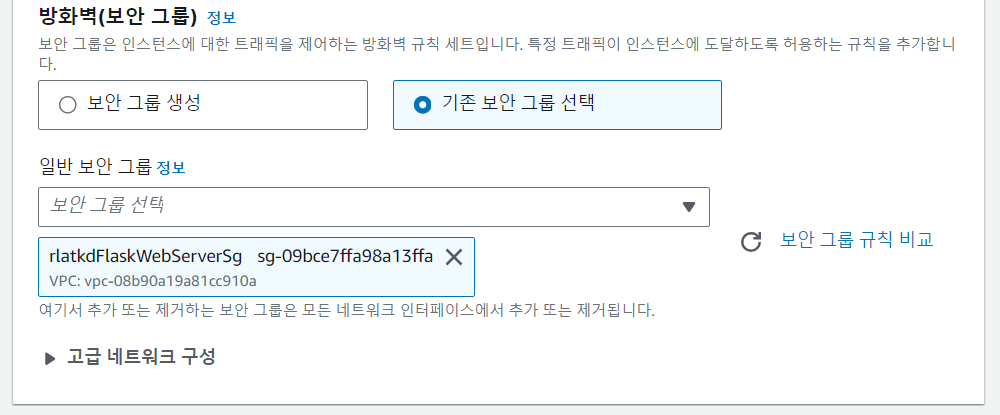 방화벽(보안 그룹) 정보
보안 그룹은 인스턴스에 대한 트래픽을 제어하는 방화벽 규칙 세트입니다. 특정 트래픽이 인스턴스에 도달하도록 허용하는 규칙을 추가합니
다.
보안 그룹 생성
기존 보안 그룹 선택
일반 보안 그룹 정보
보안 그룹 선택
rlatkdFlaskWebServerSg sg-09bce7ffa98a13ffa
VPC: vpc-08b90a19a81cc910a
보안 그룹 규칙 비교
여기서 추가 또는 제거하는 보안 그룹은 모든 네트워크 인터페이스에서 추가 또는 제거됩니다.
고급 네트워크 구성